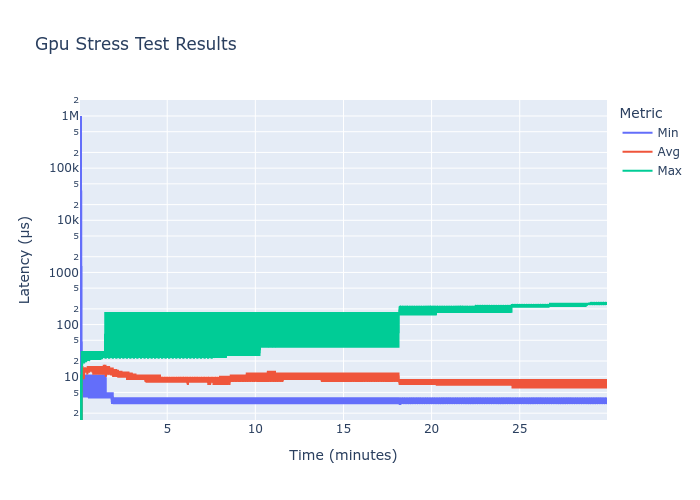 Gpu Stress Test Results
Latency (μs)
2
1M
5
2
100k
5
2
10k
5
2
1000
5
2
100
5
2
10
5
2
5
10
15
20
25
Time (minutes)
Metric
Min
Avg
Max